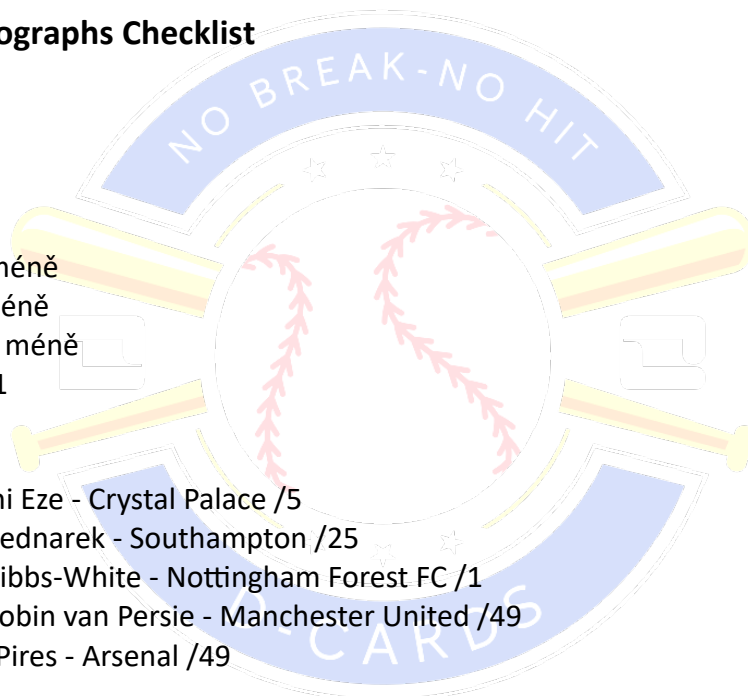 ographs Checklist
NO BREAK-NO HIT
méně
éně
méně
1
ni Eze - Crystal Palace /5
ednarek - Southampton /25
ibbs-White - Nottingham Forest FC /1
obin van Persie - Manchester United /49
Pires - Arsenal /49
D-CARDS